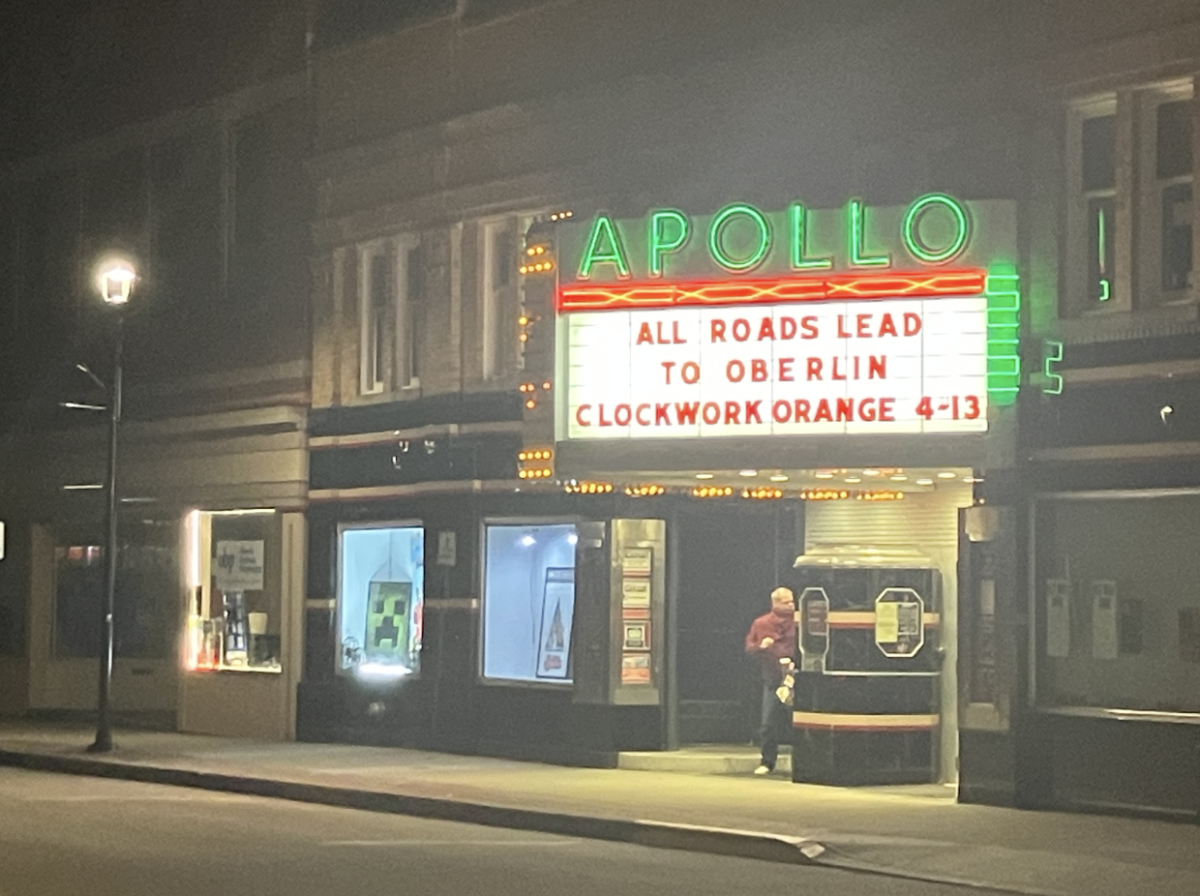 APOLLO
ALL ROADS LEAD
TO OBERLIN
CLOCKWORK ORANGE 4-13